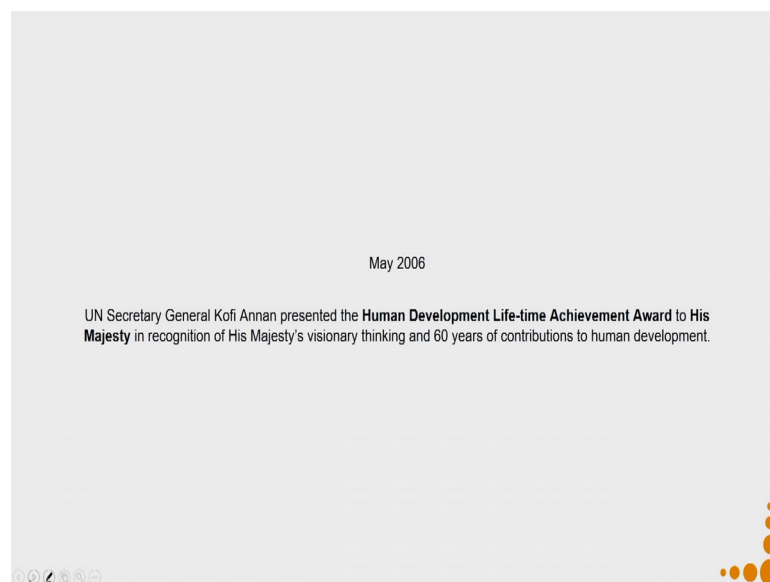 May 2006
UN Secretary General Kofi Annan presented the Human Development Life-time Achievement Award to His
Majesty in recognition of His Majesty's visionary thinking and 60 years of contributions to human development.